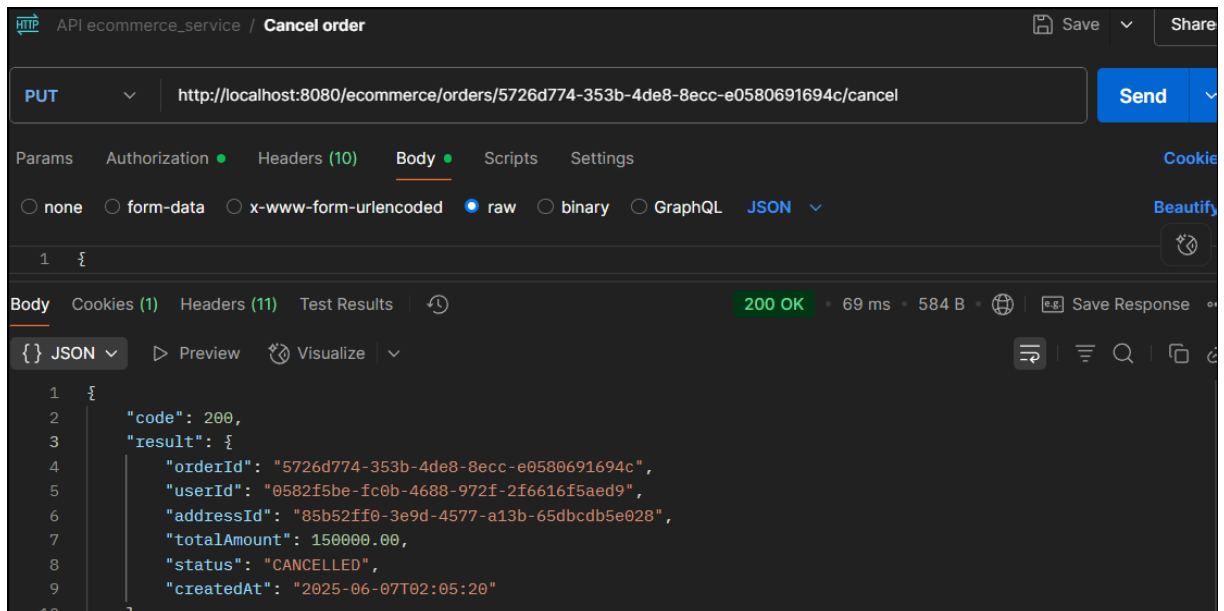 HTTP API ecommerce_service / Cancel order Save Share
PUT http://localhost:8080/ecommerce/orders/5726d774-353b-4de8-8ecc-e0580691694c/cancel Send
Params Authorization Headers (10) Body Scripts Settings Cookie
none form-data x-www-form-urlencoded raw binary GraphQL JSON Beautify
1 {
Body Cookies (1) Headers (11) Test Results 200 OK • 69 ms • 584 B • e.g. Save Response
{} JSON Preview Visualize
1 {
2 "code": 200,
3 "result": {
4 "orderId": "5726d774-353b-4de8-8ecc-e0580691694c",
5 "userId": "0582f5be-fc0b-4688-972f-2f6616f5aed9",
6 "addressId": "85b52ff0-3e9d-4577-a13b-65dbcdb5e028",
7 "totalAmount": 150000.00,
8 "status": "CANCELLED",
9 "createdAt": "2025-06-07T02:05:20"